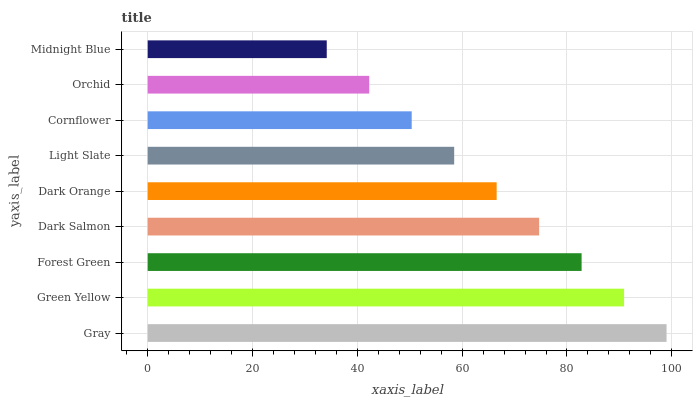 title
Midnight Blue
Orchid
Cornflower
Light Slate
Dark Orange
Dark Salmon
Forest Green
Green Yellow
Gray
yaxis_label
0 20 40 60 80 100
xaxis_label